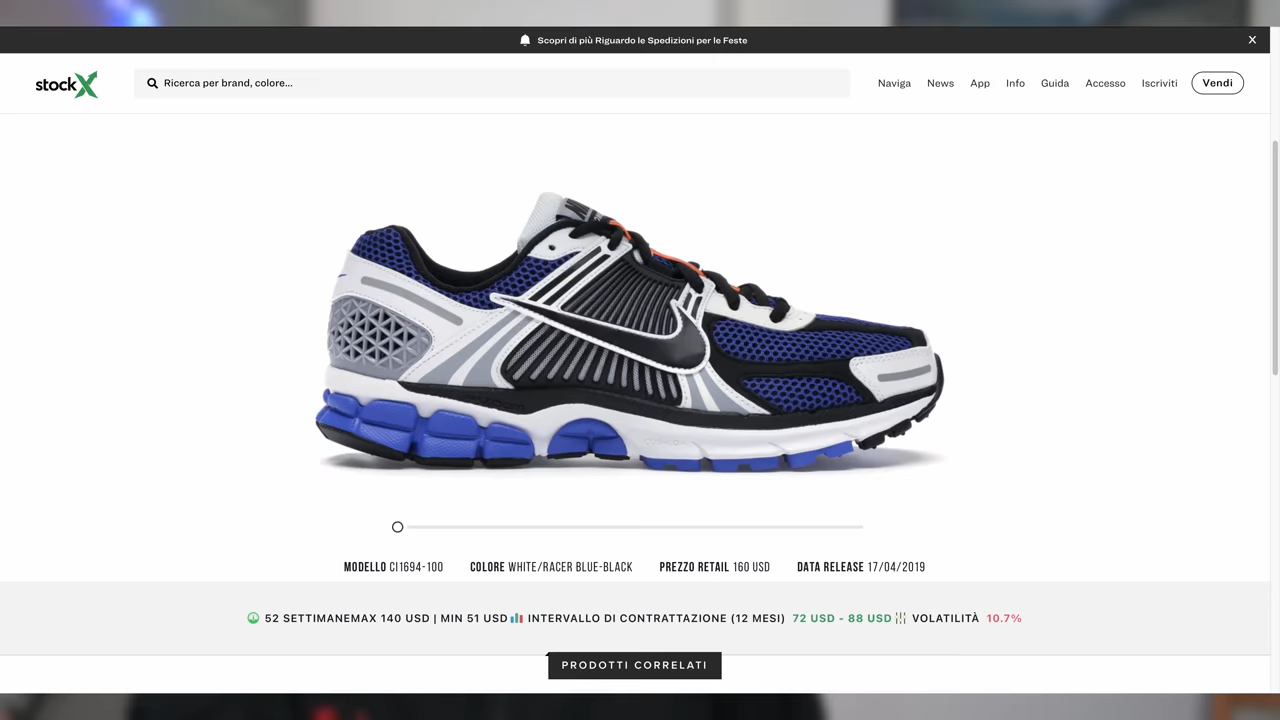 Scopri di più Riguardo le Spedizioni per le Feste
X
stockX
Ricerca per brand, colore...
Naviga
News
App
Info
Guida
Accesso
Iscriviti
Vendi
MODELLO CI1694-100
COLORE WHITE/RACER BLUE-BLACK
PREZZO RETAIL 160 USD
DATA RELEASE 17/04/2019
52 SETTIMANEMAX 140 USD | MIN 51 USD
INTERVALLO DI CONTRATTAZIONE (12 MESI) 72 USD - 88 USD
VOLATILITÀ 10.7%
PRODOTTI CORRELATI